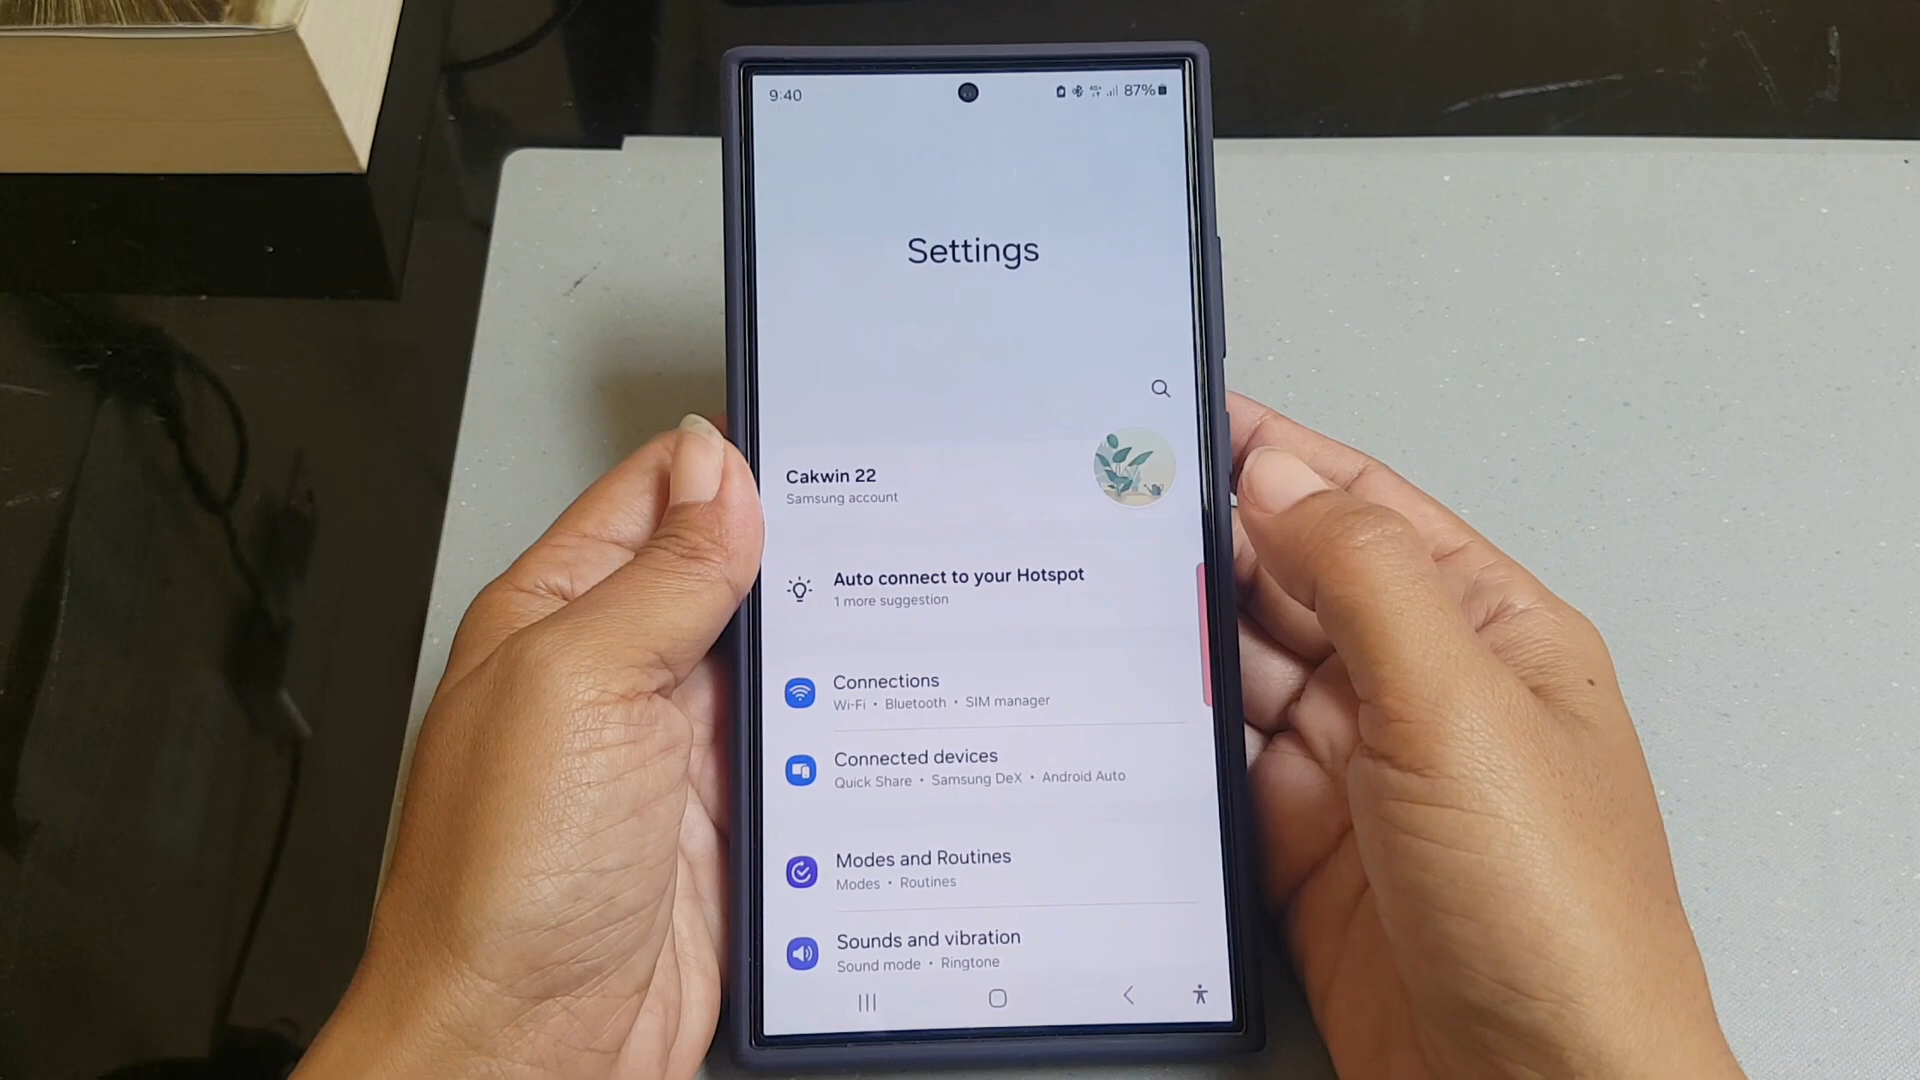 9:40
87%
Settings
Cakwin 22
Samsung account
Auto connect to your Hotspot
1 more suggestion
Connections
Wi-Fi • Bluetooth • SIM manager
Connected devices
Quick Share • Samsung DeX • Android Auto
Modes and Routines
Modes • Routines
Sounds and vibration
Sound mode • Ringtone